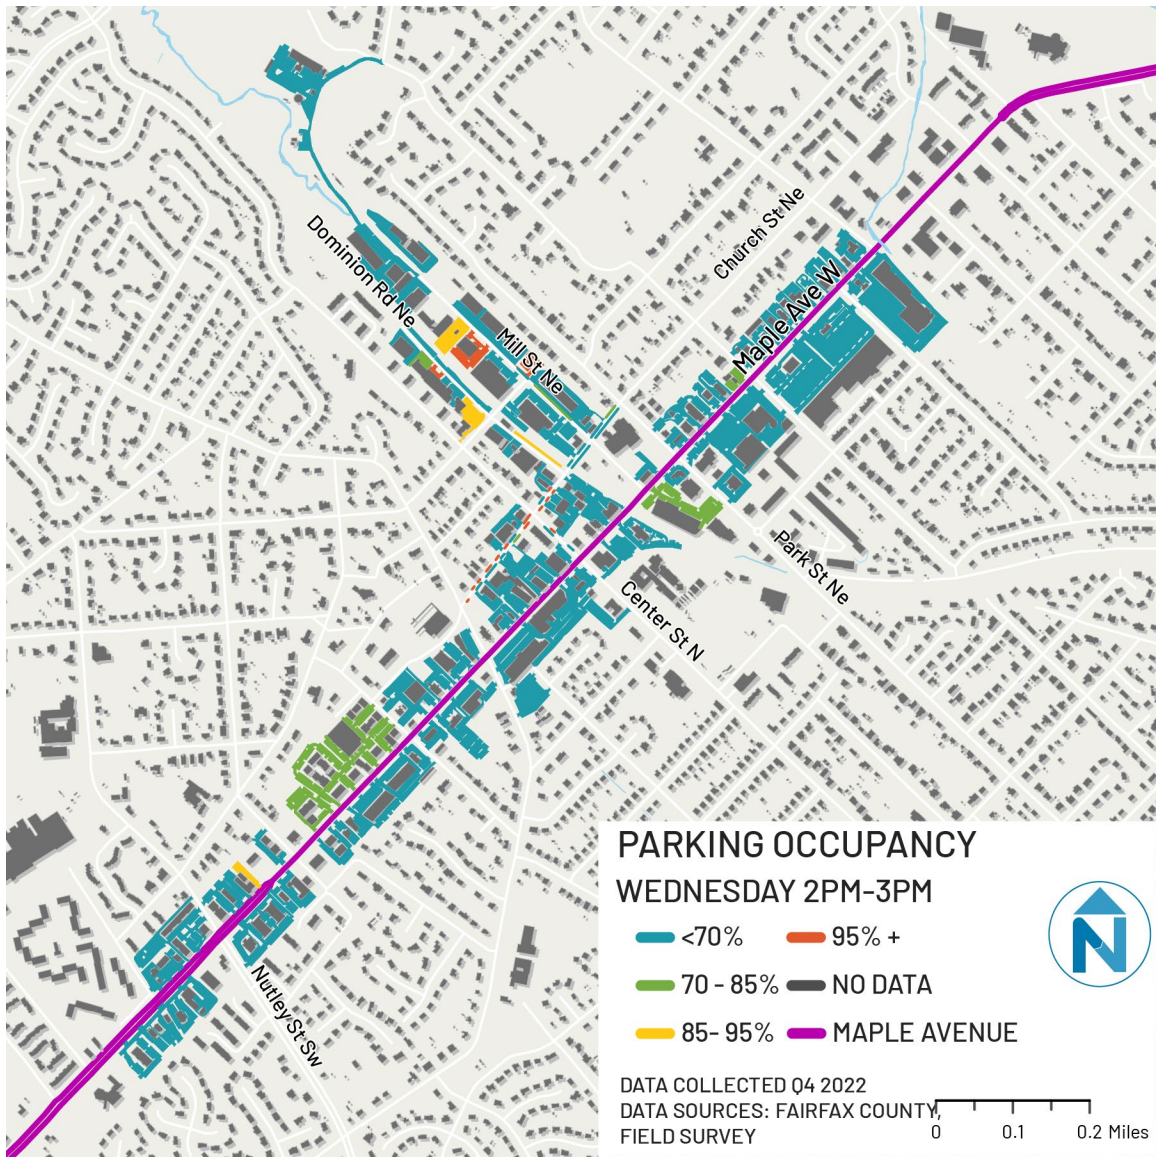 Church St Ne
Dominion Rd Ne
Maple Ave W
Mill St Ne
Park St Ne
Center St N
Nutley St Sw
PARKING OCCUPANCY
WEDNESDAY 2PM-3PM
<70% 95% +
70 - 85% NO DATA
85- 95% MAPLE AVENUE
N
DATA COLLECTED Q4 2022
DATA SOURCES: FAIRFAX COUNTY,
FIELD SURVEY
0 0.1 0.2 Miles